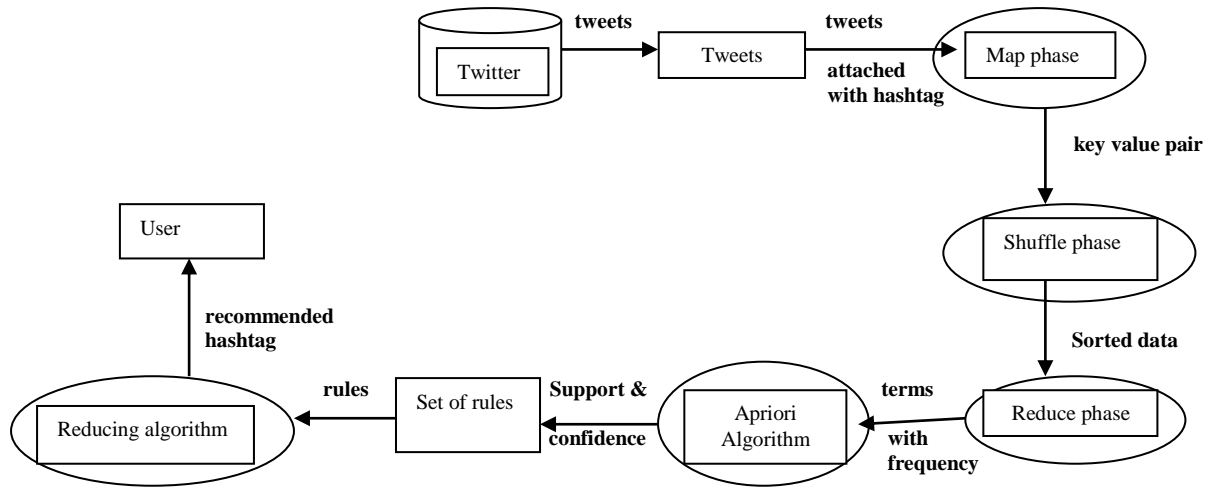 tweets
Twitter
Tweets
tweets
attached
with hashtag
Map phase
key value pair
Shuffle phase
Sorted data
Reduce phase
terms
with
frequency
Apriori
Algorithm
Support &
confidence
Set of rules
rules
Reducing algorithm
recommended
hashtag
User